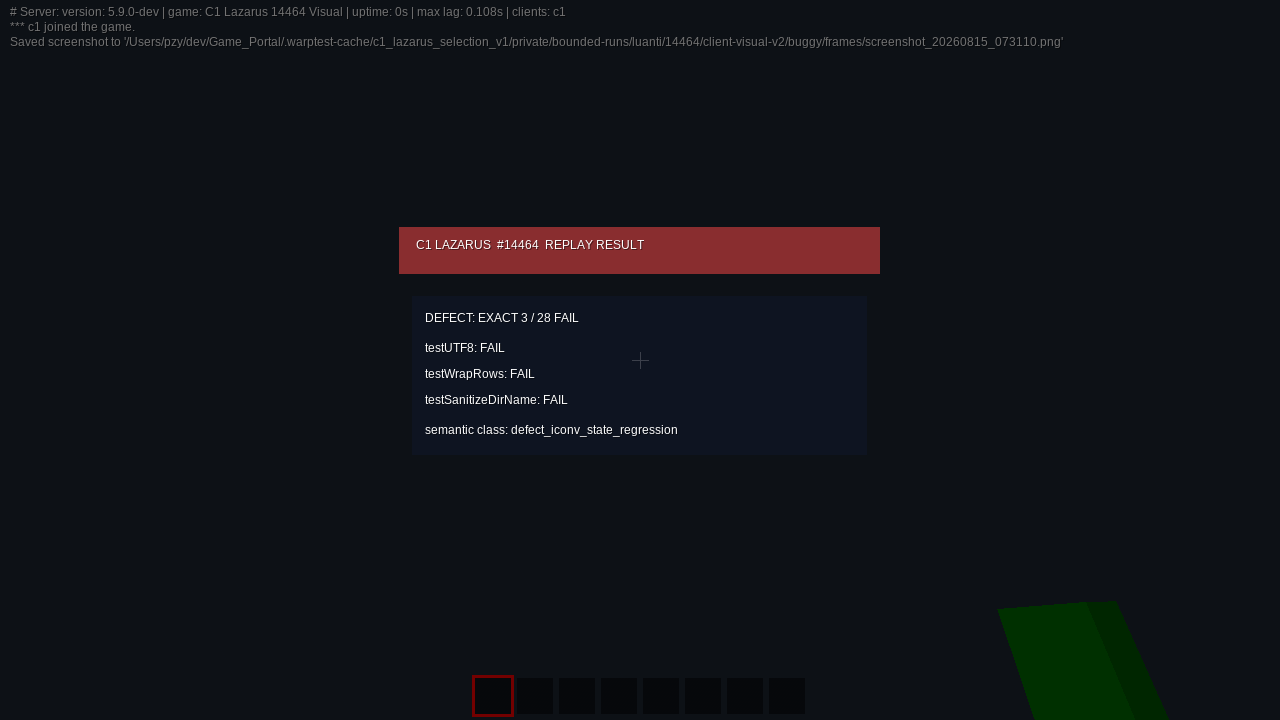 # Server: version: 5.9.0-dev | game: C1 Lazarus 14464 Visual | uptime: 0s | max lag: 0.108s | clients: c1
*** c1 joined the game.
Saved screenshot to '/Users/pzy/dev/Game_Portal/.warptest-cache/c1_lazarus_selection_v1/private/bounded-runs/luanti/14464/client-visual-v2/buggy/frames/screenshot_20260815_073110.png'
C1 LAZARUS  #14464  REPLAY RESULT
DEFECT: EXACT 3 / 28 FAIL
testUTF8: FAIL
testWrapRows: FAIL
testSanitizeDirName: FAIL
semantic class: defect_iconv_state_regression